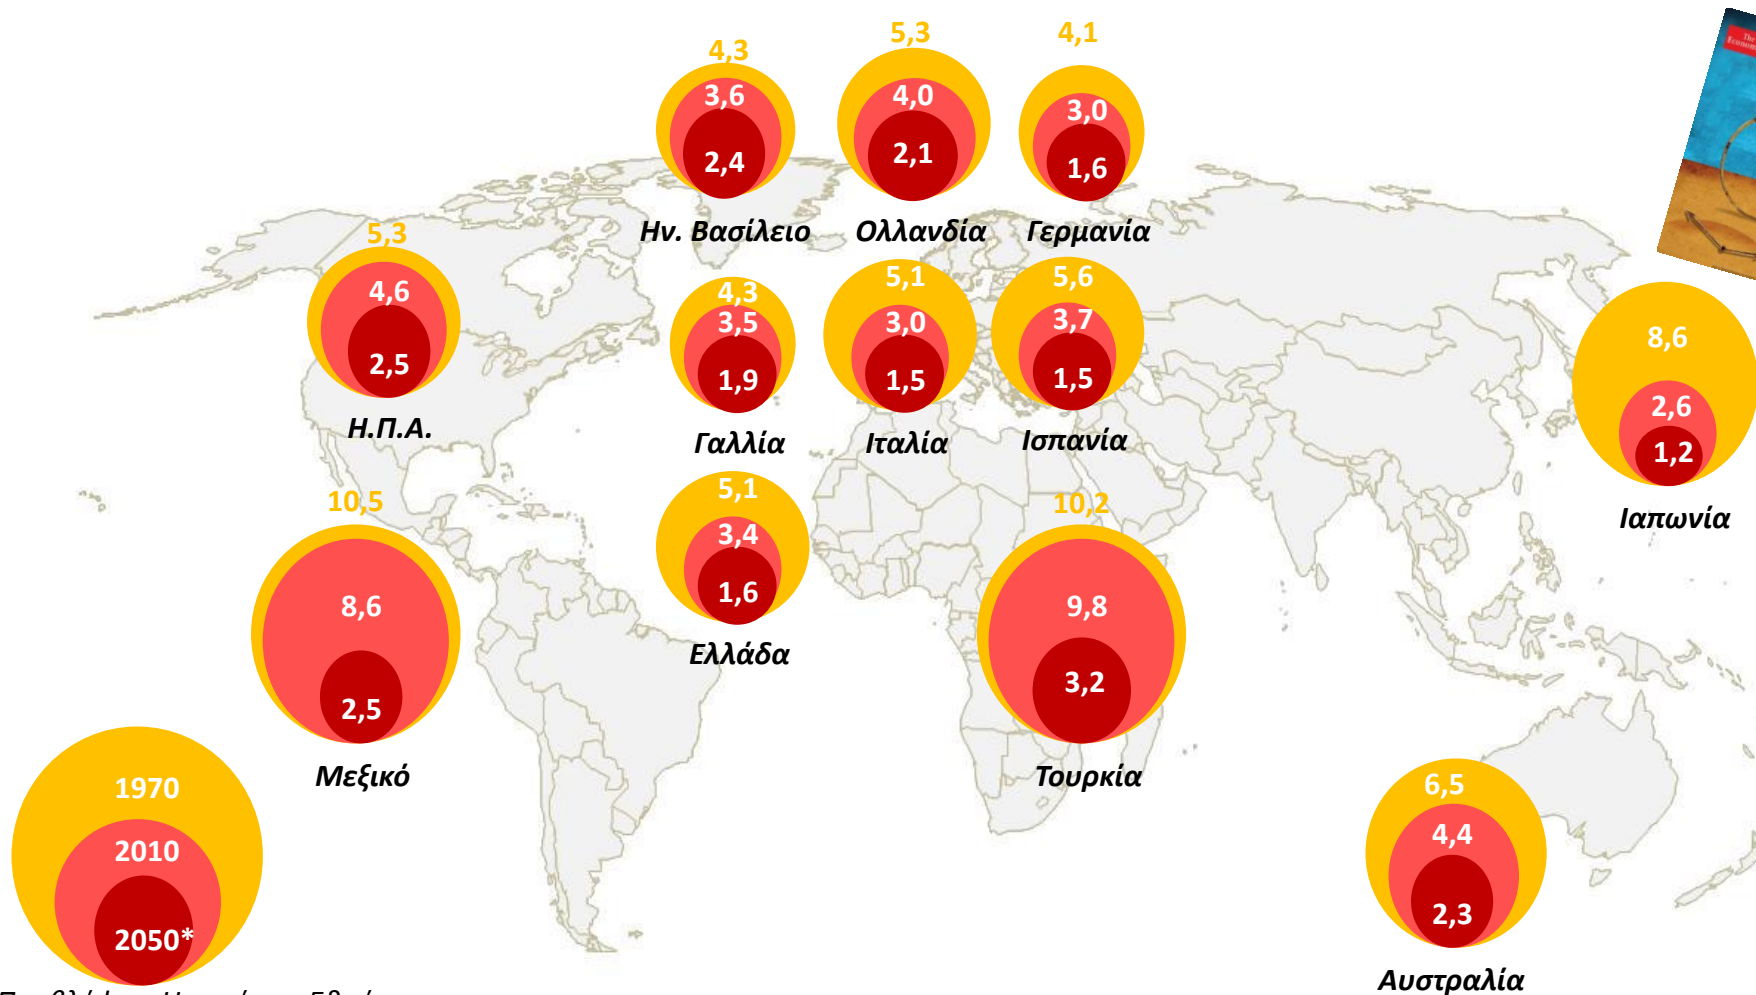 4,3
3,6
2,4
Ην. Βασίλειο
5,3
4,0
2,1
Ολλανδία
4,1
3,0
1,6
Γερμανία
The
Economist
5,3
4,6
2,5
Η.Π.Α.
4,3
3,5
1,9
Γαλλία
5,1
3,0
1,5
Ιταλία
5,6
3,7
1,5
Ισπανία
8,6
2,6
1,2
Ιαπωνία
10,5
8,6
2,5
Μεξικό
5,1
3,4
1,6
Ελλάδα
10,2
9,8
3,2
Τουρκία
6,5
4,4
2,3
Αυστραλία
1970
2010
2050*